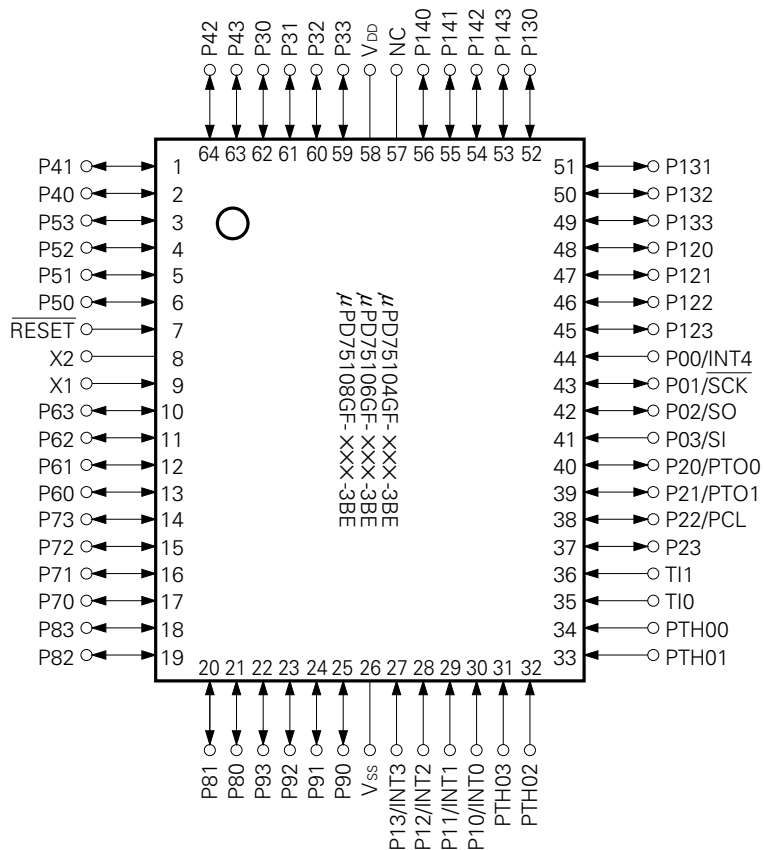 P42 P43 P30 P31 P32 P33 VDD NC P140 P141 P142 P143 P130
64 63 62 61 60 59 58 57 56 55 54 53 52
P41 1 51 P131
P40 2 50 P132
P53 3 49 P133
P52 4 48 P120
P51 5 47 P121
P50 6 46 P122
RESET 7 45 P123
X2 8 44 P00/INT4
X1 9 43 P01/SCK
P63 10 42 P02/SO
P62 11 41 P03/SI
P61 12 40 P20/PTO0
P60 13 39 P21/PTO1
P73 14 38 P22/PCL
P72 15 37 P23
P71 16 36 TI1
P70 17 35 TI0
P83 18 34 PTH00
P82 19 33 PTH01
μPD75104GF-XXX-3BE
μPD75106GF-XXX-3BE
μPD75108GF-XXX-3BE
20 21 22 23 24 25 26 27 28 29 30 31 32
P81 P80 P93 P92 P91 P90 VSS P13/INT3 P12/INT2 P11/INT1 P10/INT0 PTH03 PTH02